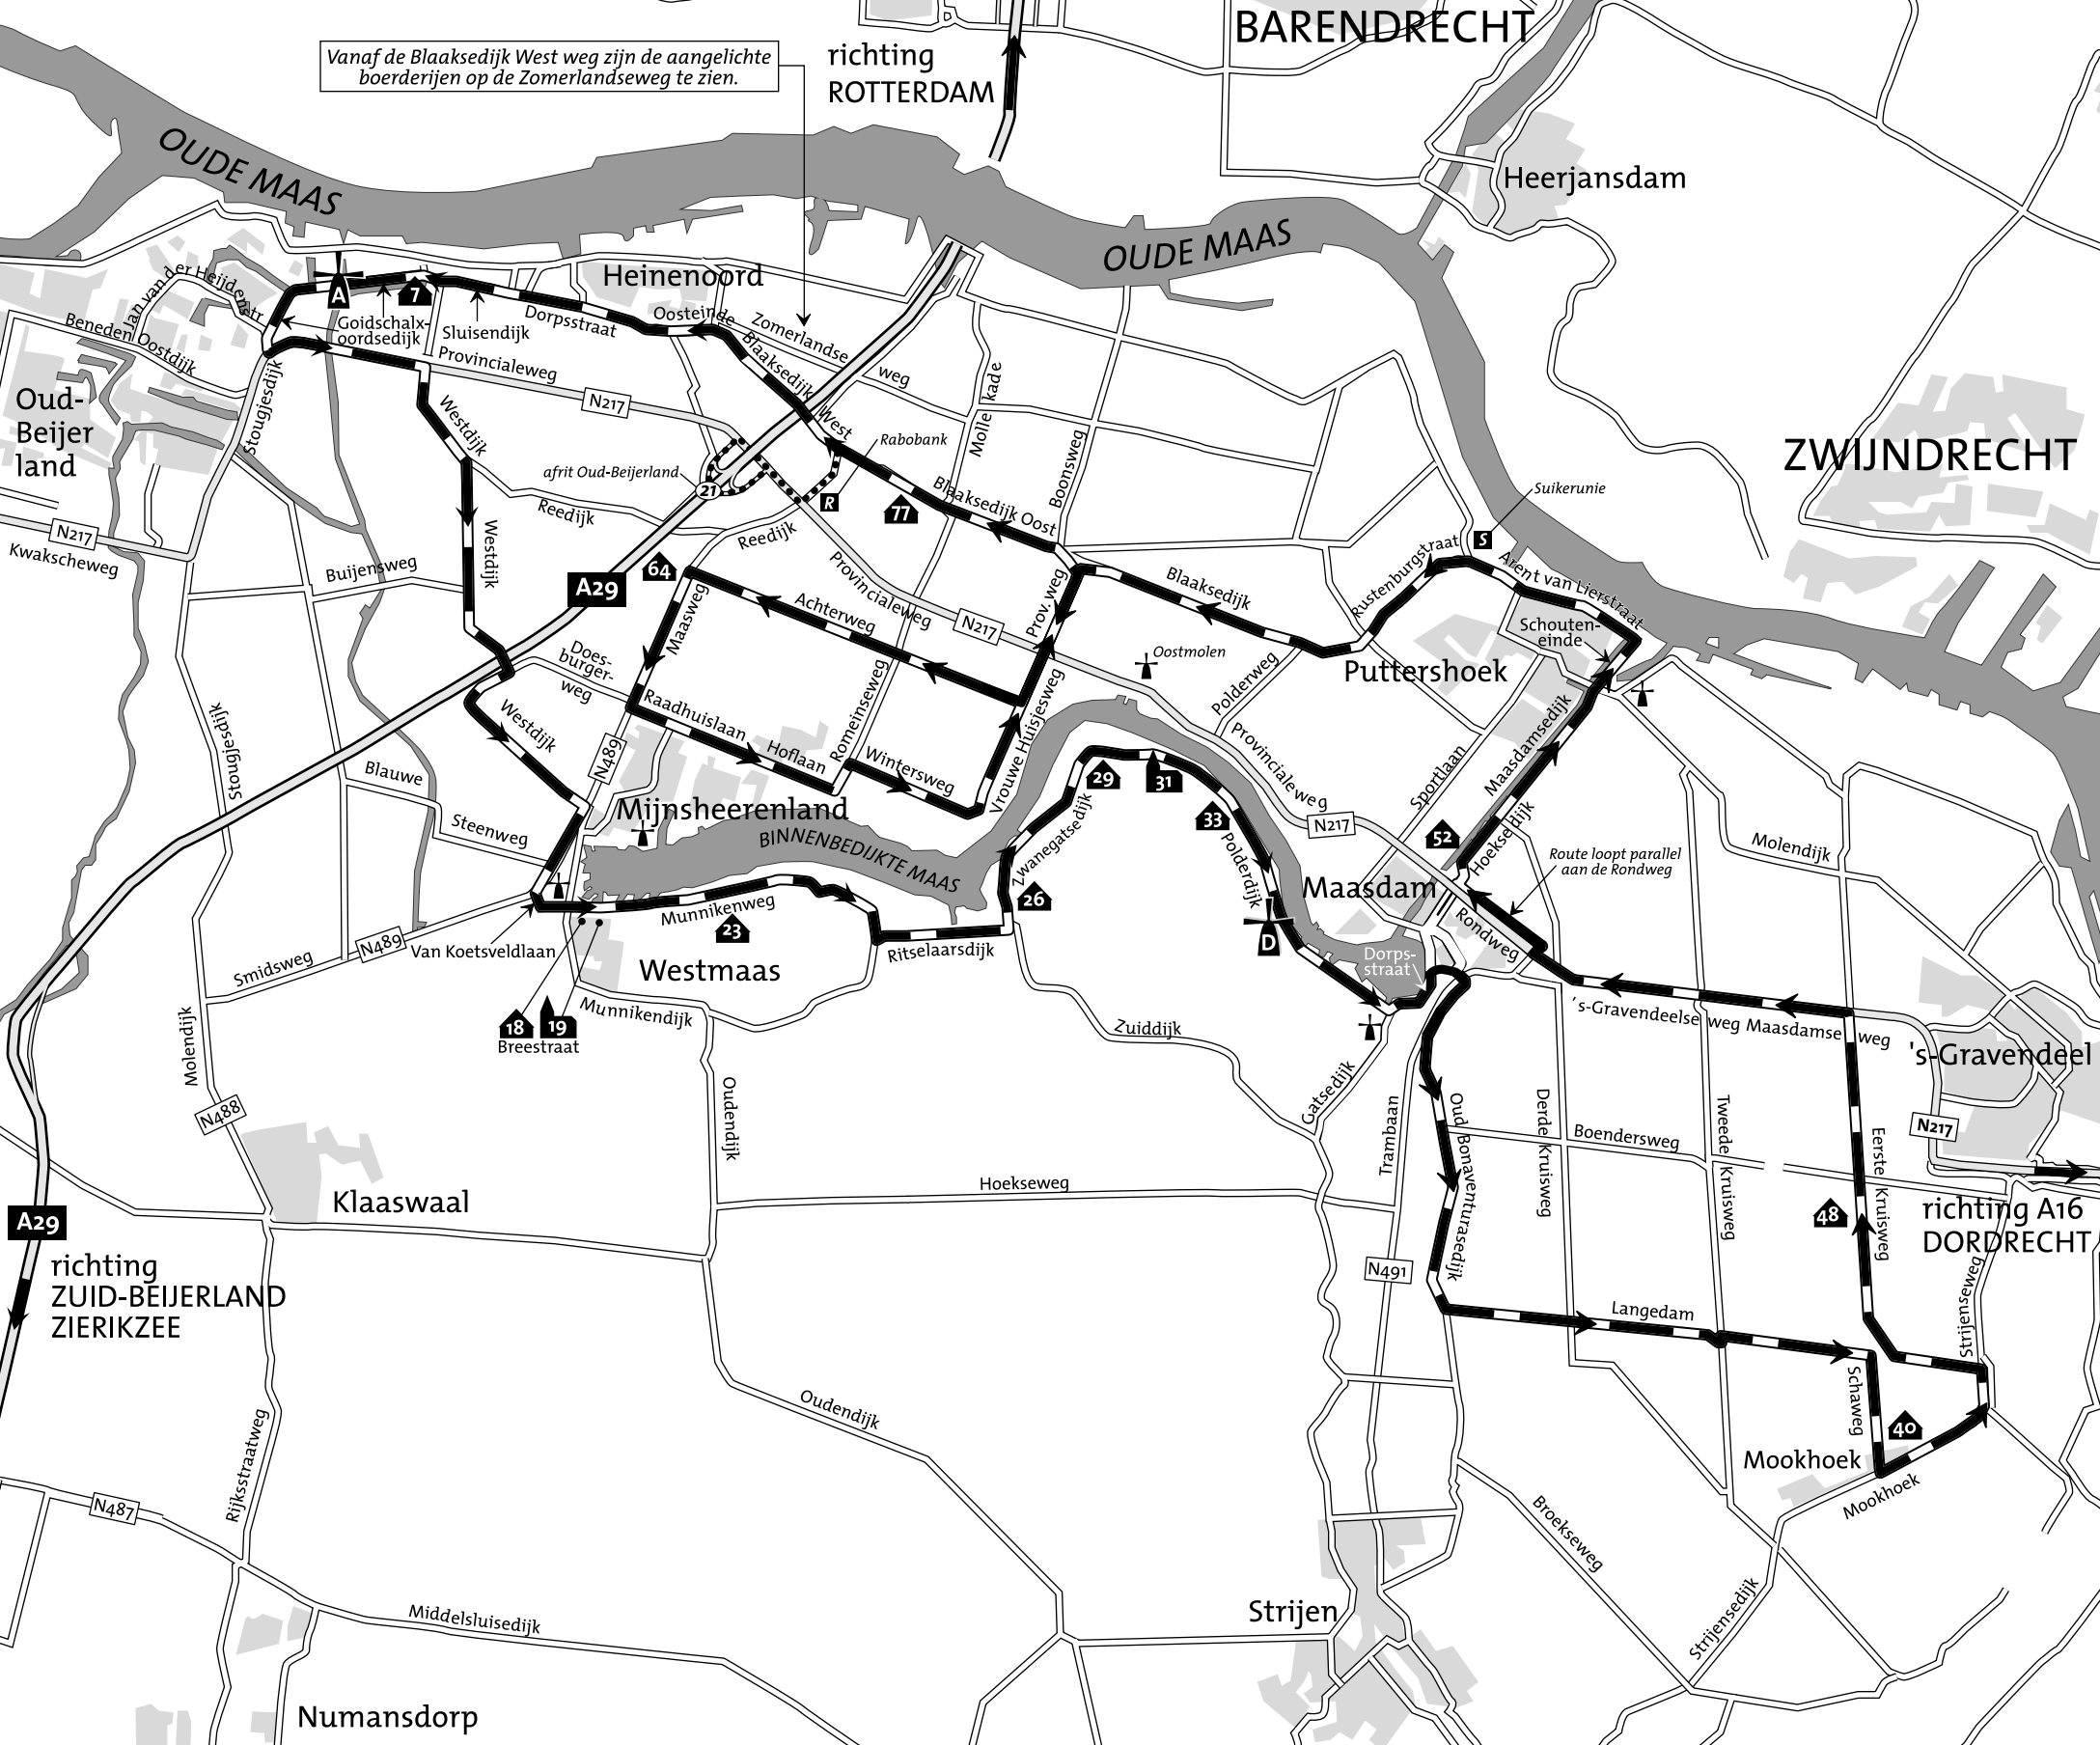 BARENDRECHT
Vanaf de Blaaksedijk West weg zijn de aangelichte
boerderijen op de Zomerlandseweg te zien.
richting
ROTTERDAM
OUDE MAAS
Heerjansdam
OUDE MAAS
Heinenoord
Jan van der Heijdenstr
A
7
Goidschalx-
oordsedijk
Sluisendijk
Dorpsstraat
Oosteinde
Zomerlandse
weg
Beneden Oostdijk
Provincialeweg
N217
Blaaksedijk
West
Molle kade
Oud-
Beijer
land
Stougjesdijk
Westdijk
Rabobank
Boonsweg
ZWIJNDRECHT
afrit Oud-Beijerland
21
R
77
Blaaksedijk Oost
Suikerunie
S
N217
Kwakscheweg
Reedijk
Reedijk
Westdijk
Buijensweg
A29
64
Maasweg
Achterweg
Provincialeweg
N217
Prov.weg
Blaaksedijk
Rustenburgstraat
Arent van Lierstraat
Schouten-
einde
Oostmolen
Puttershoek
Polderweg
Does-
burger-
weg
Raadhuislaan
Hoflaan
Romeinseweg
Wintersweg
Vrouwe Huisjesweg
Stougjesdijk
Stougjesdijk
Westdijk
N489
Blauwe
Steenweg
Mijnsheerenland
BINNENBEDIJKTE MAAS
Zwanegatsedijk
29
31
33
Polderdijk
Provincialeweg
N217
Sportlaan
Maasdamsedijk
Hoekseldijk
52
Route loopt parallel
aan de Rondweg
Molendijk
Maasdam
Rondweg
D
Dorps-
straat
26
Munnikenweg
23
Ritselaarsdijk
Van Koetsveldlaan
Smidsweg
N489
Westmaas
18
19
Breestraat
Munnikendijk
Zuiddijk
's-Gravendeelse weg
Maasdamse weg
's-Gravendeel
N217
Molendijk
N488
Oudendijk
Gatsedijk
Trambaan
Oud Bonaventurasedijk
Derde Kruisweg
Boendersweg
Tweede Kruisweg
Eerste Kruisweg
48
Klaaswaal
Hoekseweg
richting A16
DORDRECHT
A29
richting
ZUID-BEIJERLAND
ZIERIKZEE
N491
Langedam
Strijenseweg
Schaweg
40
Mookhoek
Mookhoek
Rijksstraatweg
Oudendijk
N487
Broekseweg
Strijensedijk
Strijen
Middelsluisedijk
Numansdorp